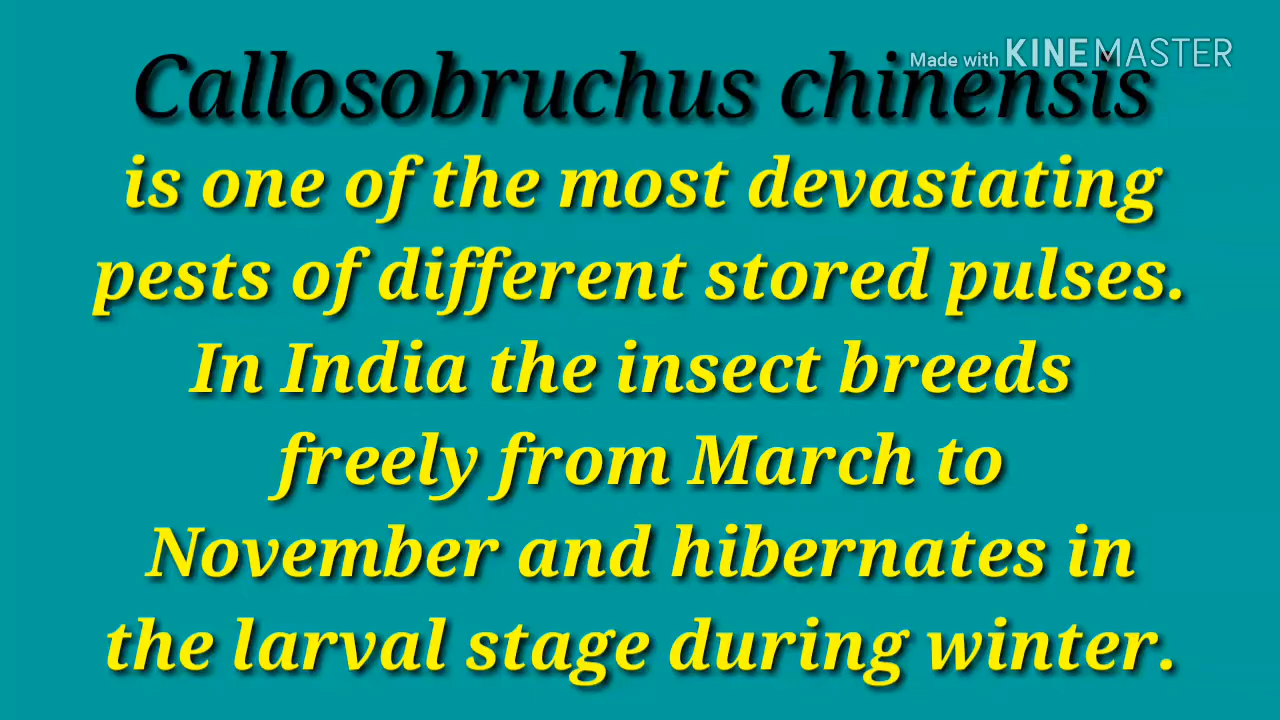 Made with KINEMASTER
Callosobruchus chinensis
is one of the most devastating
pests of different stored pulses.
In India the insect breeds
freely from March to
November and hibernates in
the larval stage during winter.